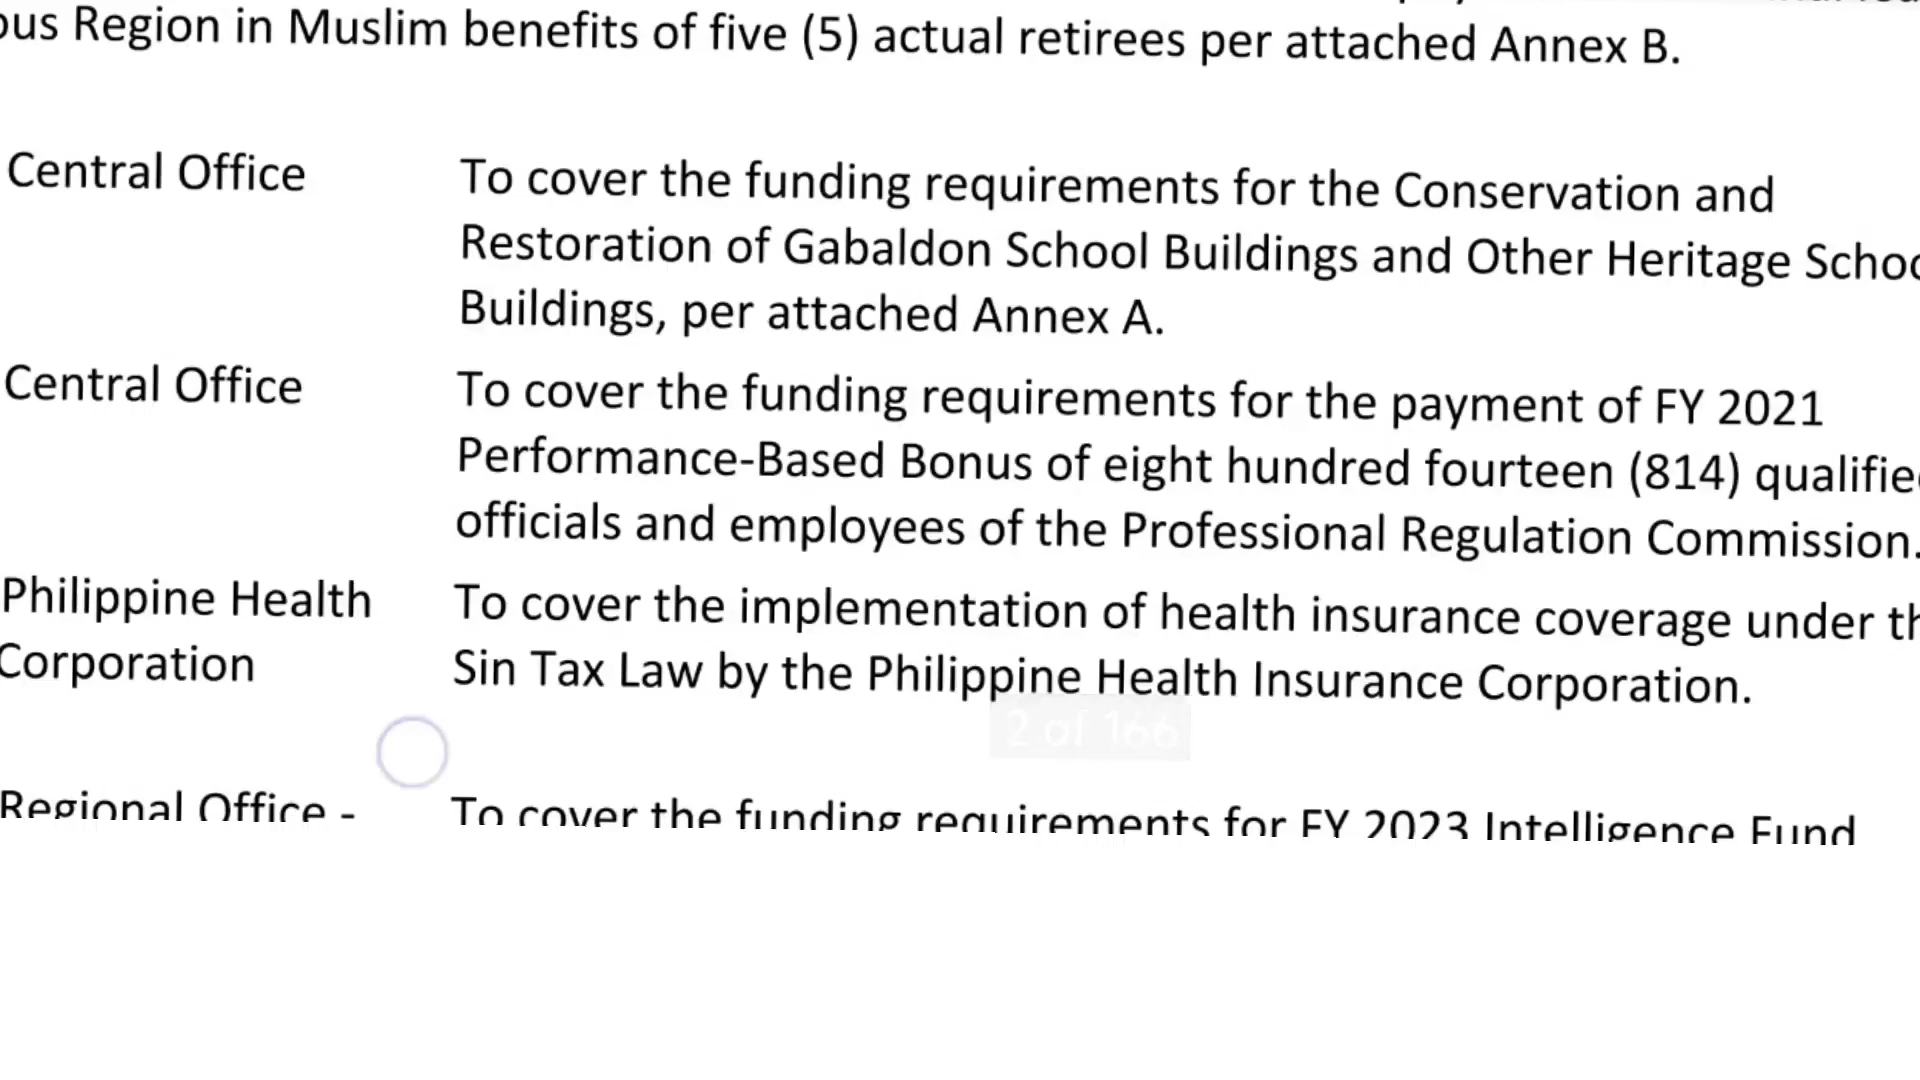 ous Region in Muslim benefits of five (5) actual retirees per attached Annex B.
Central Office
To cover the funding requirements for the Conservation and
Restoration of Gabaldon School Buildings and Other Heritage Schoo
Buildings, per attached Annex A.
Central Office
To cover the funding requirements for the payment of FY 2021
Performance-Based Bonus of eight hundred fourteen (814) qualifie
officials and employees of the Professional Regulation Commission.
Philippine Health
Corporation
To cover the implementation of health insurance coverage under th
Sin Tax Law by the Philippine Health Insurance Corporation.
2 of 166
Regional Office -
To cover the funding requirements for FY 2023 Intelligence Fund